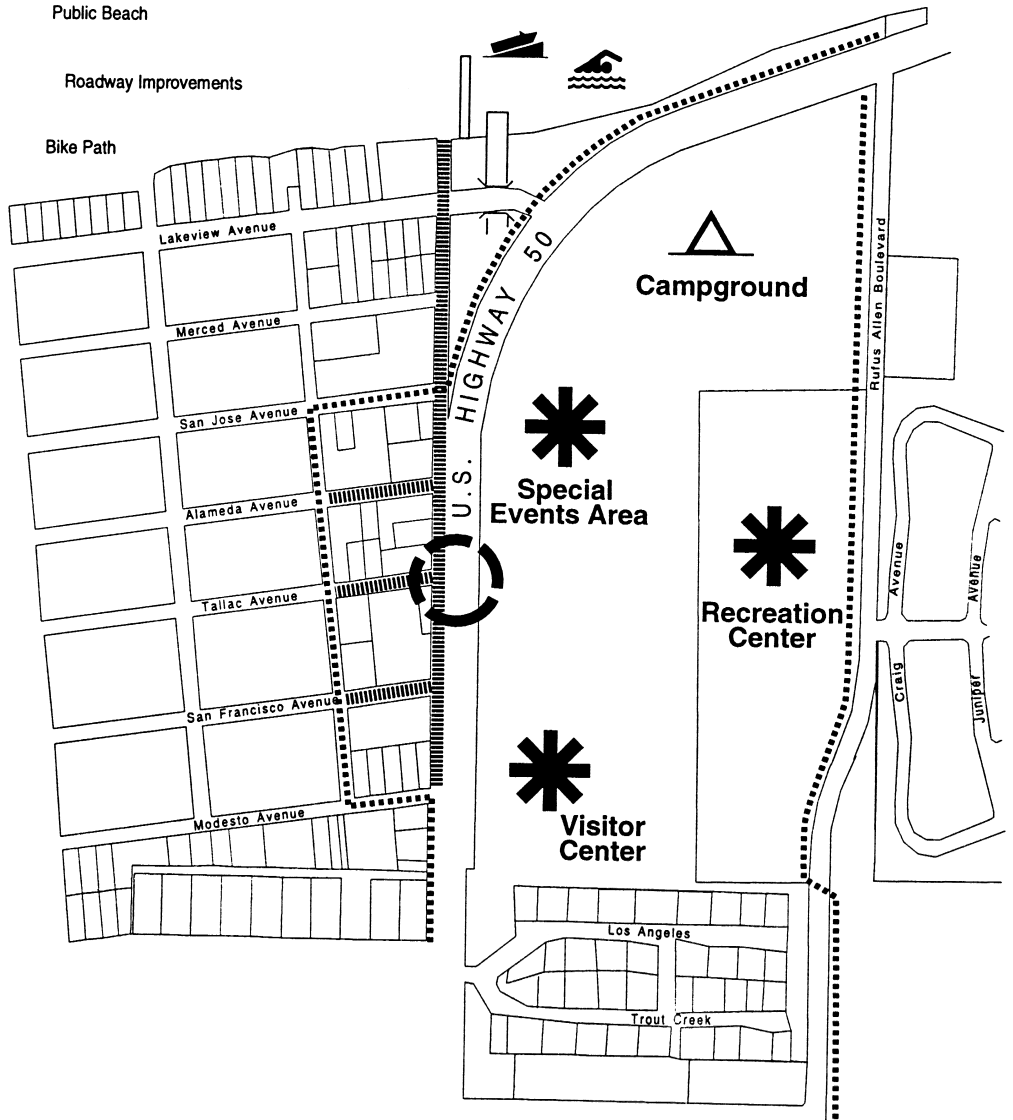 Public Beach
Roadway Improvements
Bike Path
Lakeview Avenue
Merced Avenue
San Jose Avenue
Alameda Avenue
Tallac Avenue
San Francisco Avenue
Modesto Avenue
U.S. HIGHWAY 50
Campground
Rufus Allen Boulevard
Special
Events Area
Recreation
Center
Visitor
Center
Craig Avenue
Juniper Avenue
Los Angeles
Trout Creek